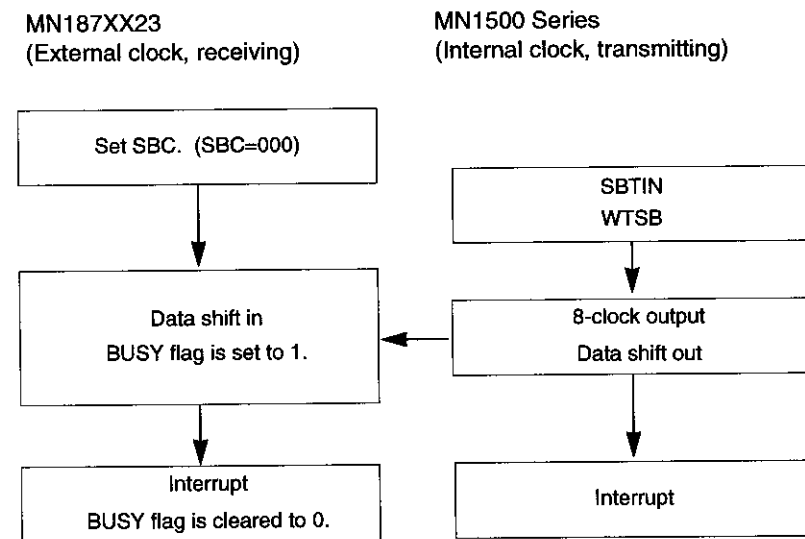 MN187XX23
(External clock, receiving)
Set SBC. (SBC=000)
Data shift in
BUSY flag is set to 1.
Interrupt
BUSY flag is cleared to 0.
MN1500 Series
(Internal clock, transmitting)
SBTIN
WTSB
8-clock output
Data shift out
Interrupt